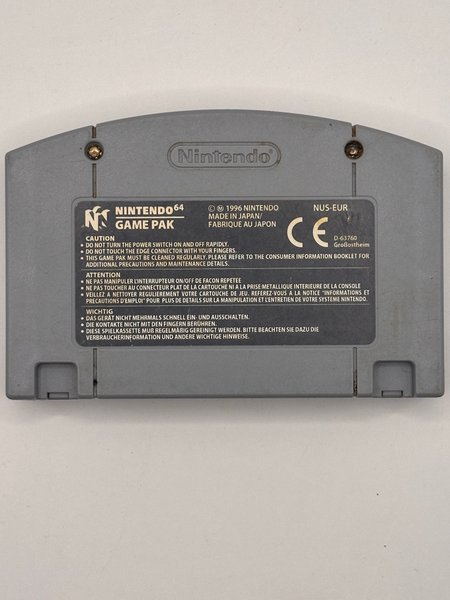 Nintendo
NINTENDO 64
GAME PAK
© Ⓜ 1996 NINTENDO
MADE IN JAPAN/
FABRIQUE AU JAPON
NUS-EUR
CE
D-63760
Großostheim
CAUTION
• DO NOT TURN THE POWER SWITCH ON AND OFF RAPIDLY.
• DO NOT TOUCH THE EDGE CONNECTOR WITH YOUR FINGERS.
• THIS GAME PAK MUST BE CLEANED REGULARLY. PLEASE REFER TO THE CONSUMER INFORMATION BOOKLET FOR
ADDITIONAL PRECAUTIONS AND MAINTENANCE DETAILS.
ATTENTION
• NE PAS MANIPULER L'INTERRUPTEUR ON/OFF DE FACON REPETEE
• NE PAS TOUCHER AU CONNECTEUR PLAT DE LA CARTOUCHE NI À LA PRISE METALLIQUE INTERIEURE DE LA CONSOLE
• VEILLEZ A NETTOYER REGULIEREMENT VOTRE CARTOUCHE DE JEU. REFEREZ-VOUS A LA NOTICE "INFORMATIONS ET
PRECAUTIONS D'EMPLOI" POUR PLUS DE DETAILS SUR LA MANIPULATION ET L'ENTRETIEN DE VOTRE SYSTÈME NINTENDO.
WICHTIG
• DAS GERÄT NICHT MEHRMALS SCHNELL EIN- UND AUSSCHALTEN.
• DIE KONTAKTE NICHT MIT DEN FINGERN BERÜHREN.
• DIESE SPIELKASSETTE MUR REGELMÄRIG GEREINIGT WERDEN. BITTE BEACHTEN SIE DAZU DIE
VERBRAUCHERINFORMATION UND ANDERE WICHTIGE HINWEISE.